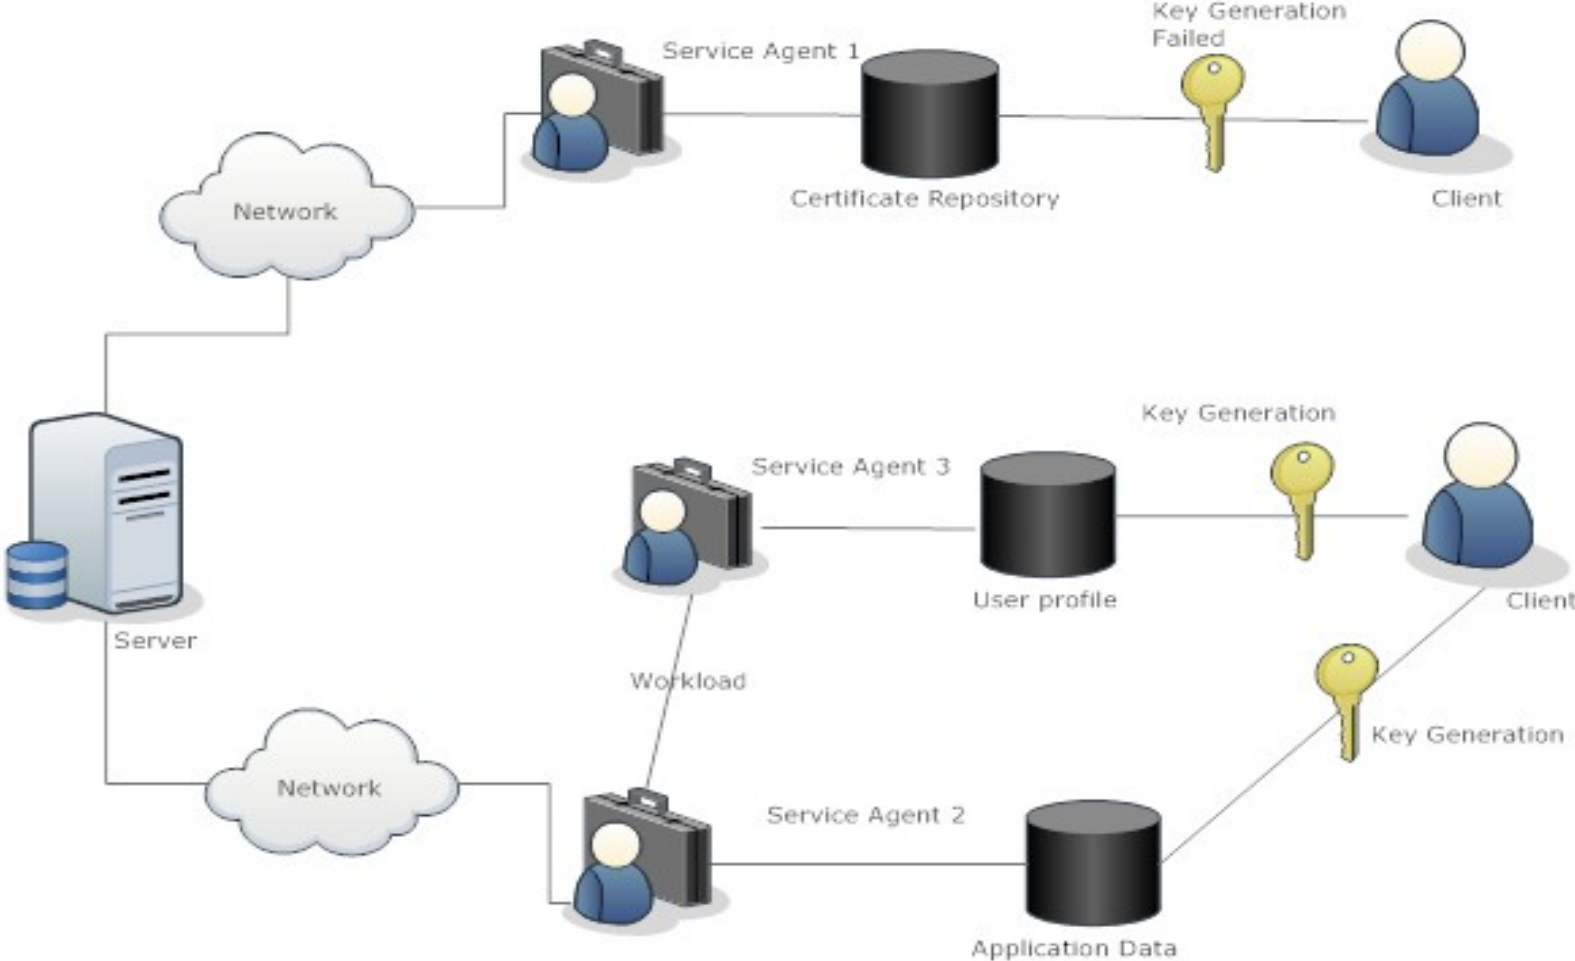 Key Generation
Failed
Service Agent 1
Certificate Repository
Client
Network
Key Generation
Service Agent 3
User profile
Client
Server
Workload
Key Generation
Network
Service Agent 2
Application Data